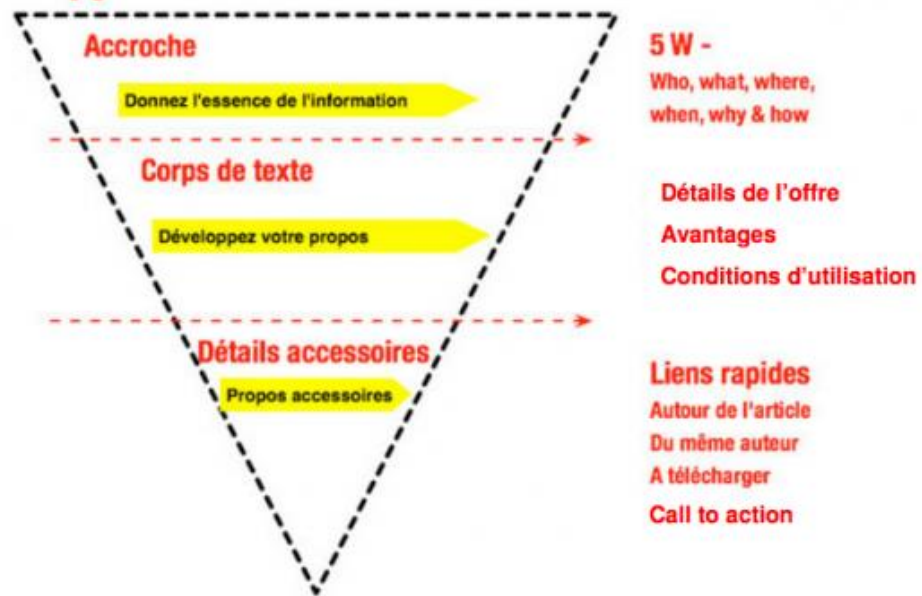 Accroche
Donnez l'essence de l'information
5 W -
Who, what, where,
when, why & how
Corps de texte
Développez votre propos
Détails de l'offre
Avantages
Conditions d'utilisation
Détails accessoires
Propos accessoires
Liens rapides
Autour de l'article
Du même auteur
A télécharger
Call to action